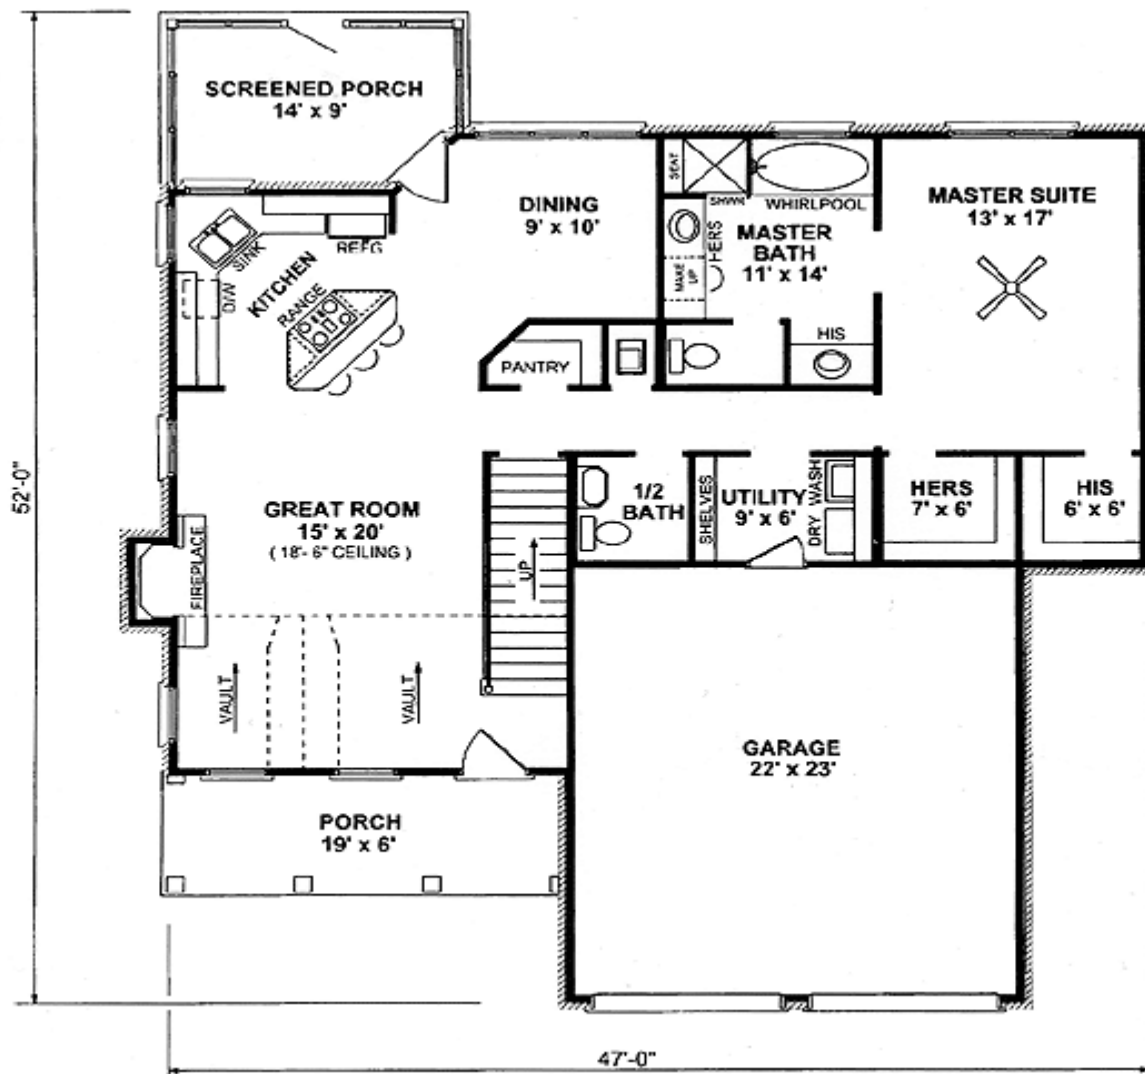 SCREENED PORCH
14' x 9'
DINING
9' x 10'
SEAT
SHWR
WHIRLPOOL
HERS
MAKE
UP
MASTER
BATH
11' x 14'
HIS
MASTER SUITE
13' x 17'
SINK
REFG
D/W
KITCHEN
RANGE
PANTRY
52'-0"
GREAT ROOM
15' x 20'
( 18'- 6" CEILING )
FIREPLACE
UP
1/2
BATH
SHELVES
UTILITY
9' x 6'
DRY
WASH
HERS
7' x 6'
HIS
6' x 6'
VAULT
VAULT
GARAGE
22' x 23'
PORCH
19' x 6'
47'-0"